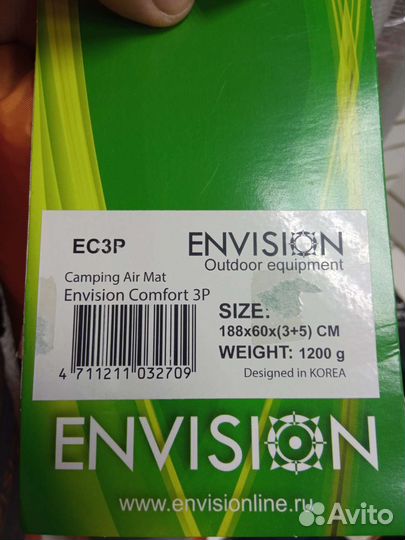 EC3P
ENVISION
Outdoor equipment
Camping Air Mat
Envision Comfort 3P
SIZE:
188x60x(3+5) CM
WEIGHT: 1200 g
Designed in KOREA
4 711211 032709
ENVISION
www.envisionline.ru
Avito